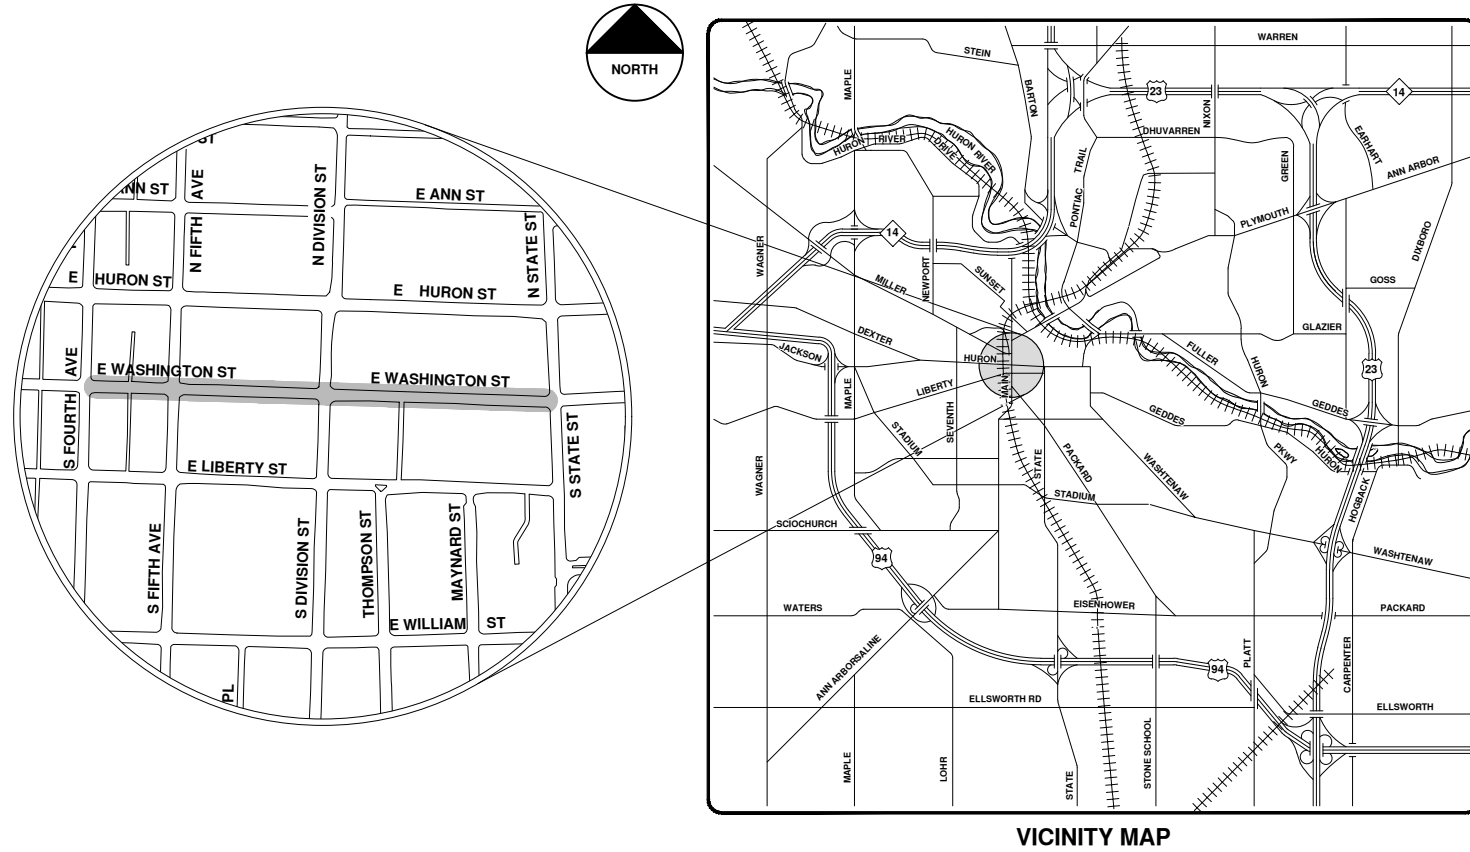 NORTH
ST
ANN ST
AVE
N FIFTH
N DIVISION ST
E ANN ST
N STATE ST
E
HURON ST
E HURON ST
AVE
S FOURTH
E WASHINGTON ST
E WASHINGTON ST
E LIBERTY ST
S STATE ST
S FIFTH AVE
S DIVISION ST
THOMPSON ST
MAYNARD ST
E WILLIAM ST
PL
STEIN
WARREN
MAPLE
BARTON
23
14
NIXON
HURON RIVER
DRIVE
HURON RIVER
DHUVARREN
TRAIL
PONTIAC
GREEN
EARHART
ANN ARBOR
PLYMOUTH
DIXBORO
WAGNER
14
MILLER
NEWPORT
SUNSET
GOSS
GLAZIER
DEXTER
JACKSON
HURON
FULLER
HURON
23
MAPLE
LIBERTY
MAIN
GEDDES
GEDDES
SEVENTH
STADIUM
WAGNER
STATE
PACKARD
WASHTENAW
PKWY
HURON
STADIUM
HOGBACK
SCIOCHURCH
94
WASHTENAW
WATERS
EISENHOWER
PACKARD
ANN ARBORSALINE
94
PLATT
CARPENTER
ELLSWORTH RD
ELLSWORTH
MAPLE
LOHR
STATE
STONE SCHOOL
VICINITY MAP